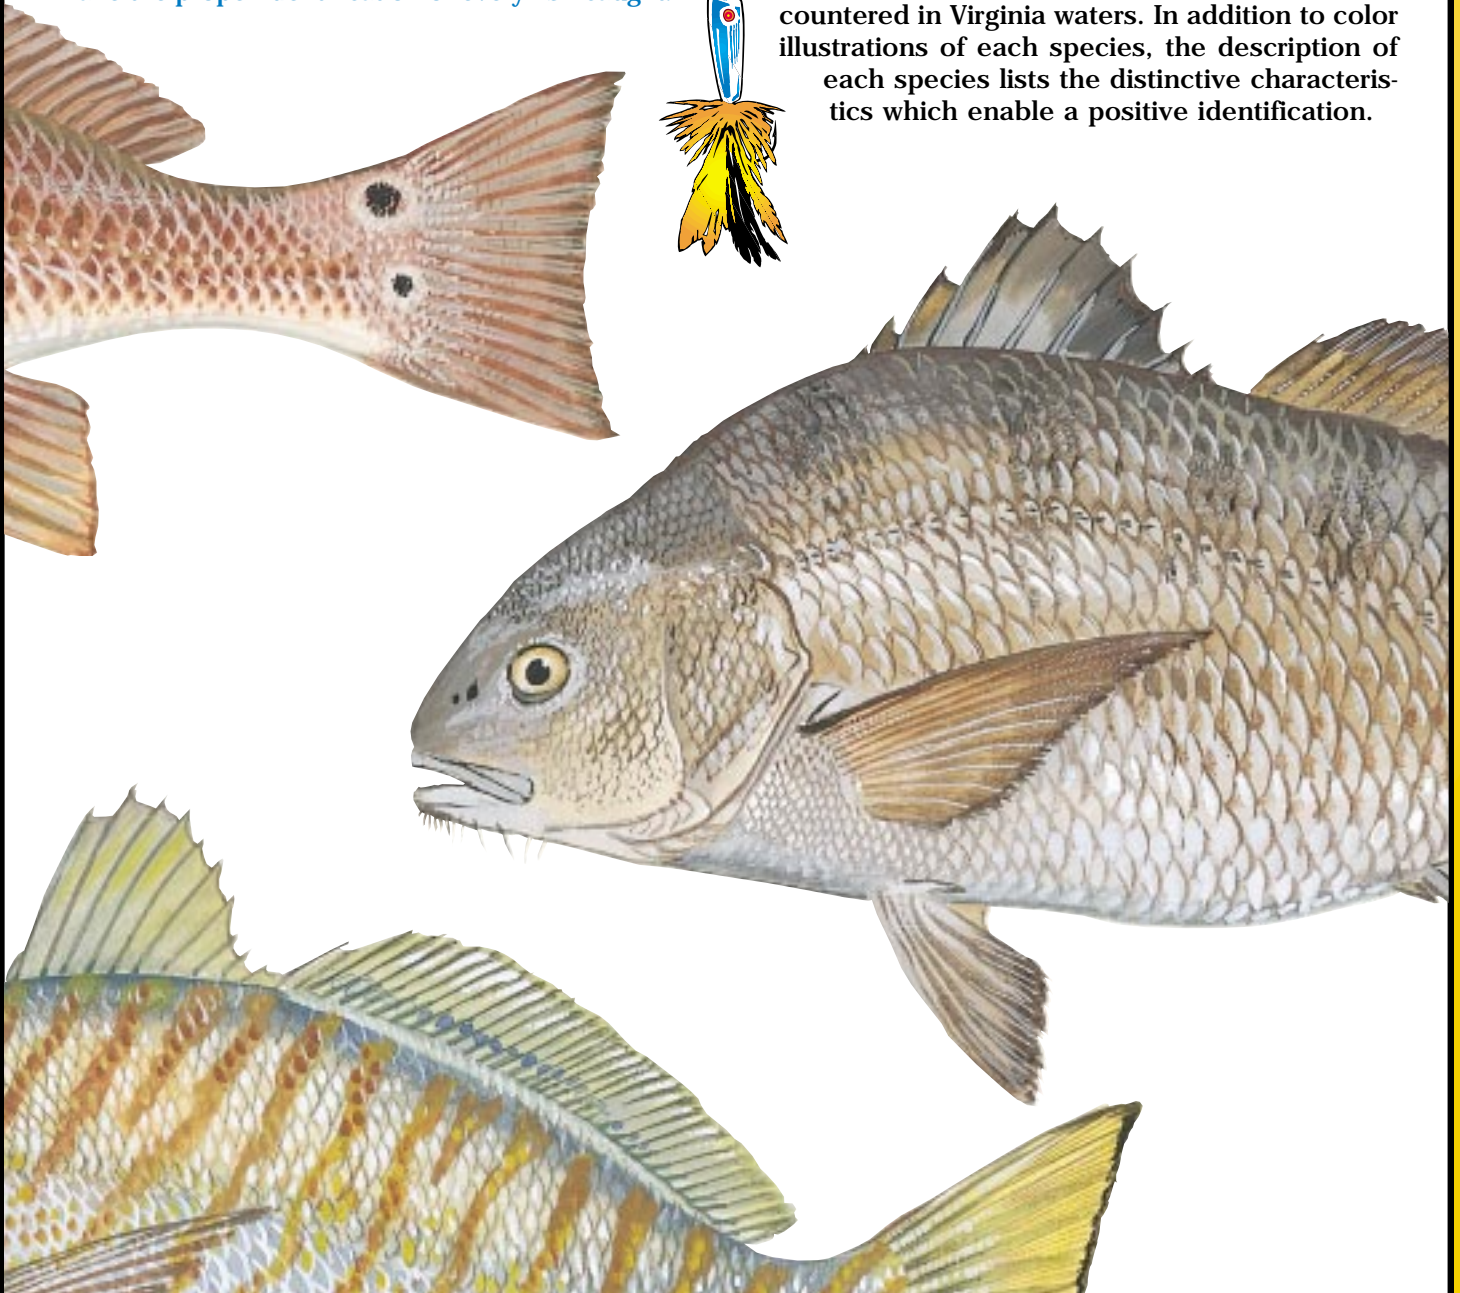 countered in Virginia waters. In addition to color
illustrations of each species, the description of
each species lists the distinctive characteris-
tics which enable a positive identification.